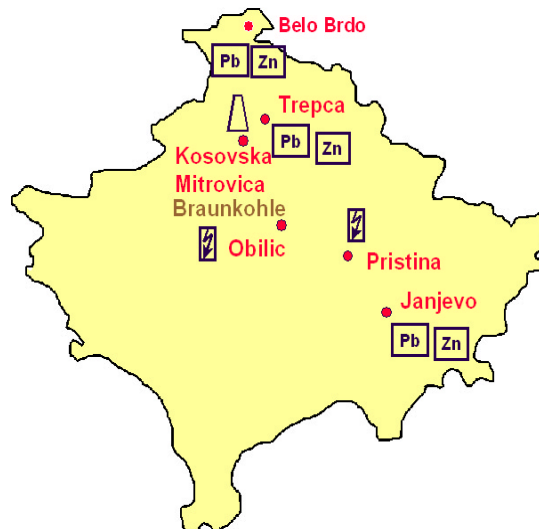 Belo Brdo
Pb Zn
Trepca
Pb Zn
Kosovska
Mitrovica
Braunkohle
Obilic
Pristina
Janjevo
Pb Zn